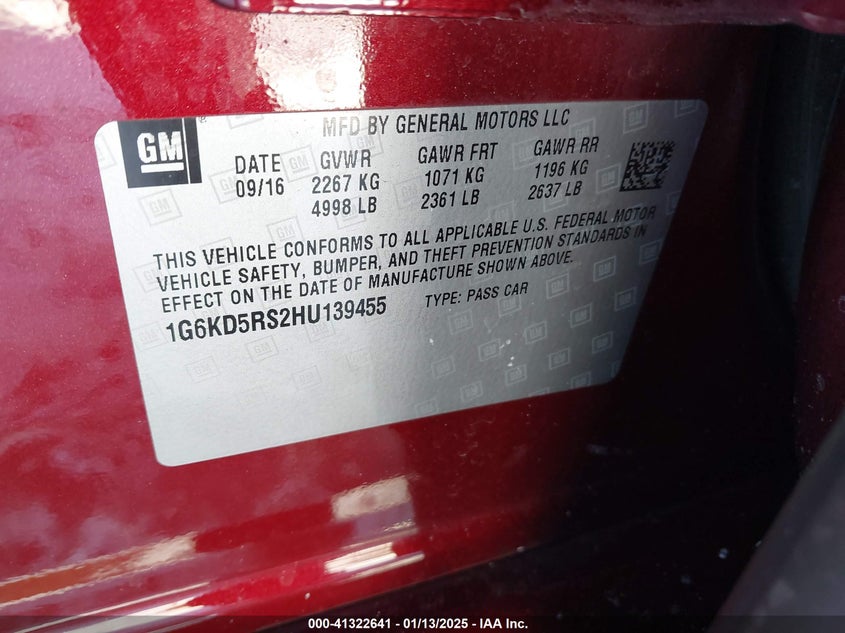 GM
MFD BY GENERAL MOTORS LLC
DATE GVWR GAWR FRT GAWR RR
09/16 2267 KG 1071 KG 1196 KG
4998 LB 2361 LB 2637 LB
THIS VEHICLE CONFORMS TO ALL APPLICABLE U.S. FEDERAL MOTOR
VEHICLE SAFETY, BUMPER, AND THEFT PREVENTION STANDARDS IN
EFFECT ON THE DATE OF MANUFACTURE SHOWN ABOVE.
1G6KD5RS2HU139455 TYPE: PASS CAR
000-41322641 / 01/13/2025 - IAA Inc.